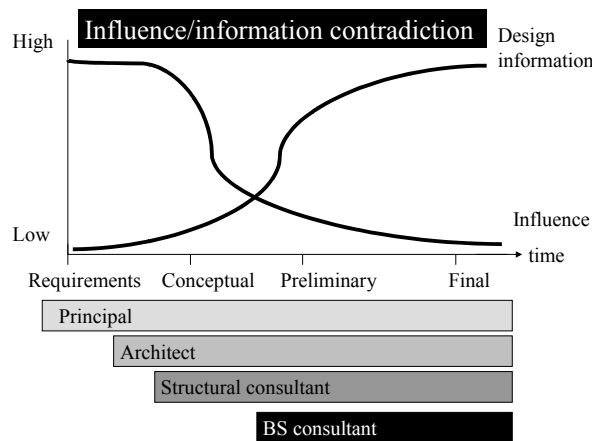 Influence/information contradiction
High
Design
information
Low
Influence
time
Requirements Conceptual Preliminary Final
Principal
Architect
Structural consultant
BS consultant